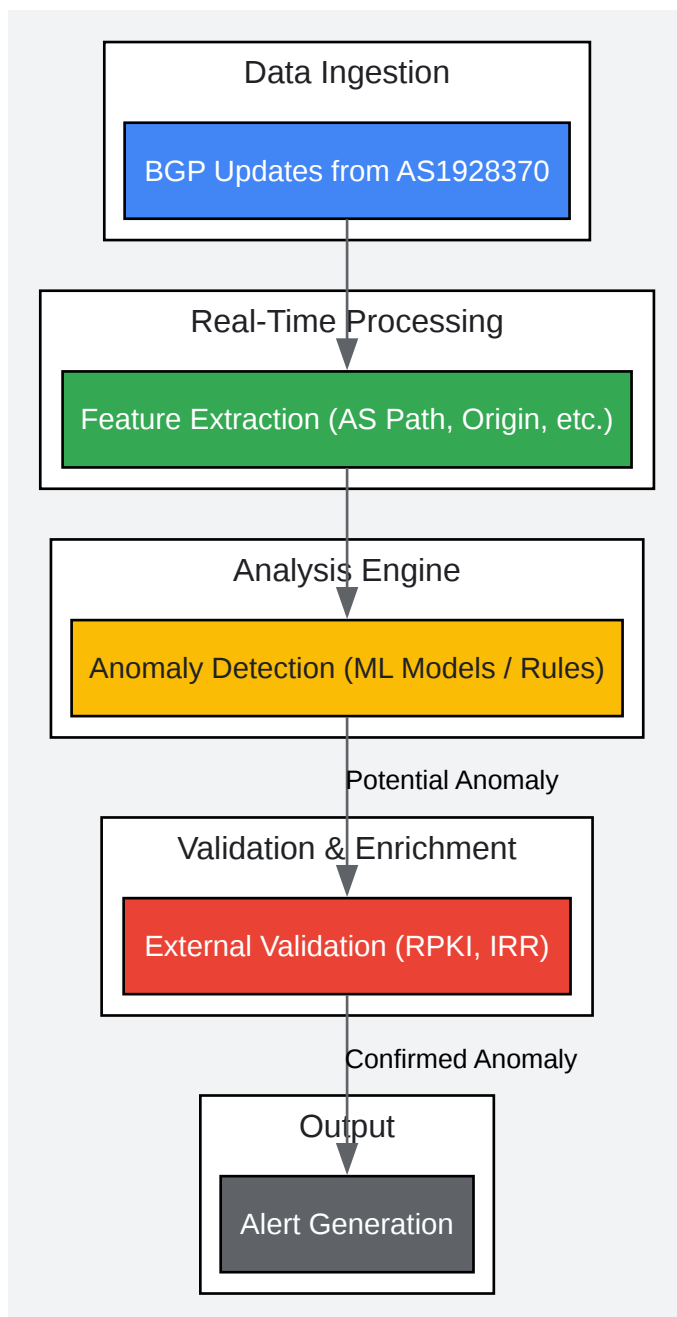 Data Ingestion
BGP Updates from AS1928370
Real-Time Processing
Feature Extraction (AS Path, Origin, etc.)
Analysis Engine
Anomaly Detection (ML Models / Rules)
Potential Anomaly
Validation & Enrichment
External Validation (RPKI, IRR)
Confirmed Anomaly
Output
Alert Generation